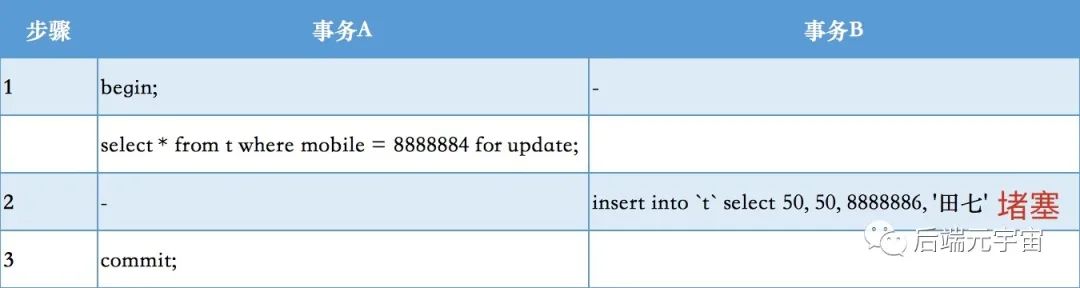 步骤 事务A 事务B
1 begin; -
select * from t where mobile = 8888884 for update;
2 - insert into `t` select 50, 50, 8888886, '田七' 堵塞
后端元宇宙
3 commit;